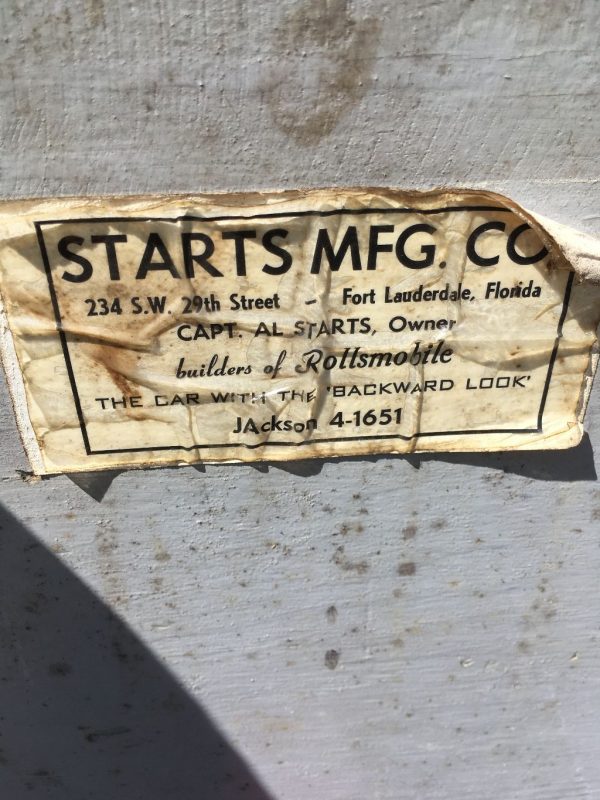 STARTS MFG. CO
234 S.W. 29th Street - Fort Lauderdale, Florida
CAPT. AL STARTS, Owner
builders of Rollsmobile
THE CAR WITH THE 'BACKWARD LOOK'
JAckson 4-1651